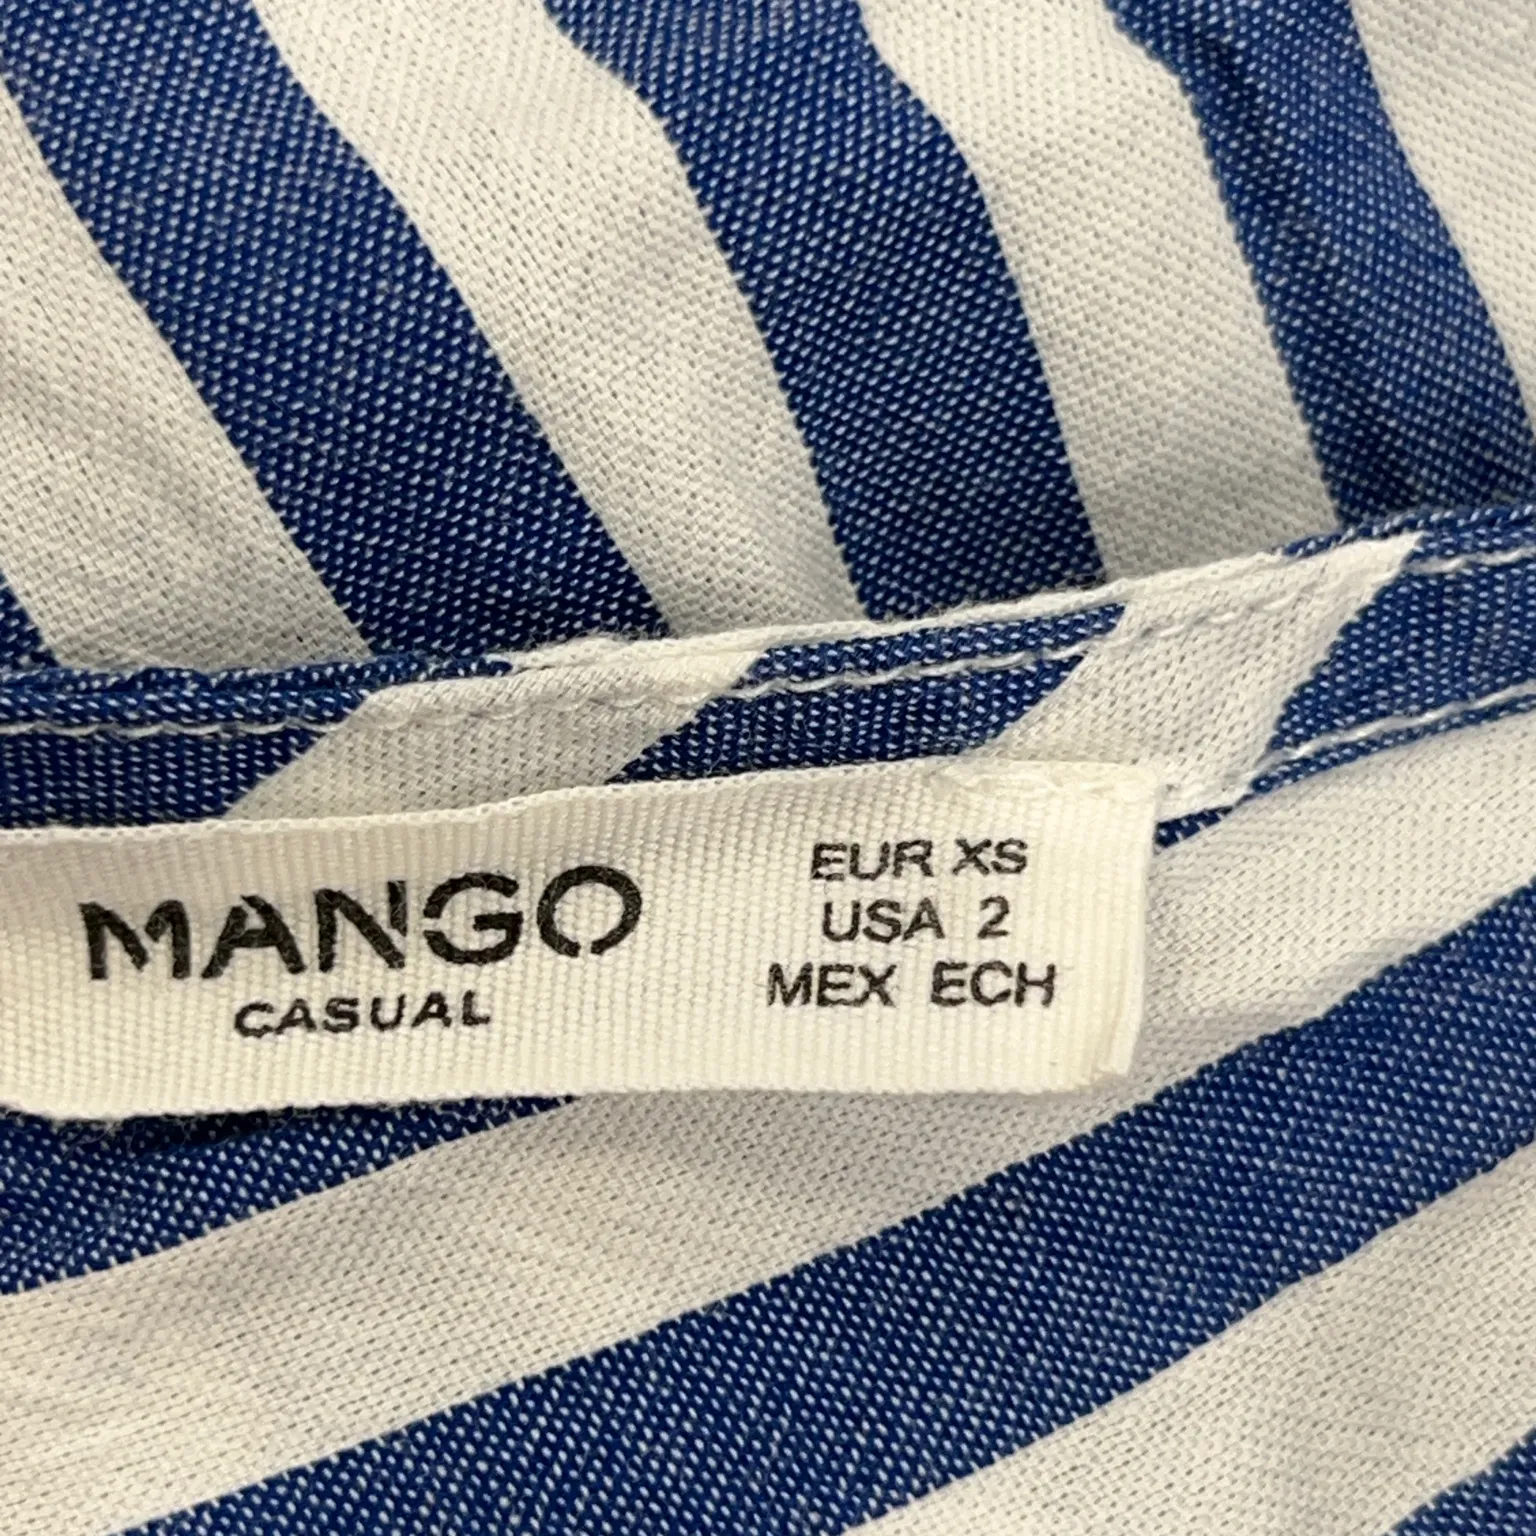 MANGO
CASUAL
EUR XS
USA 2
MEX ECH